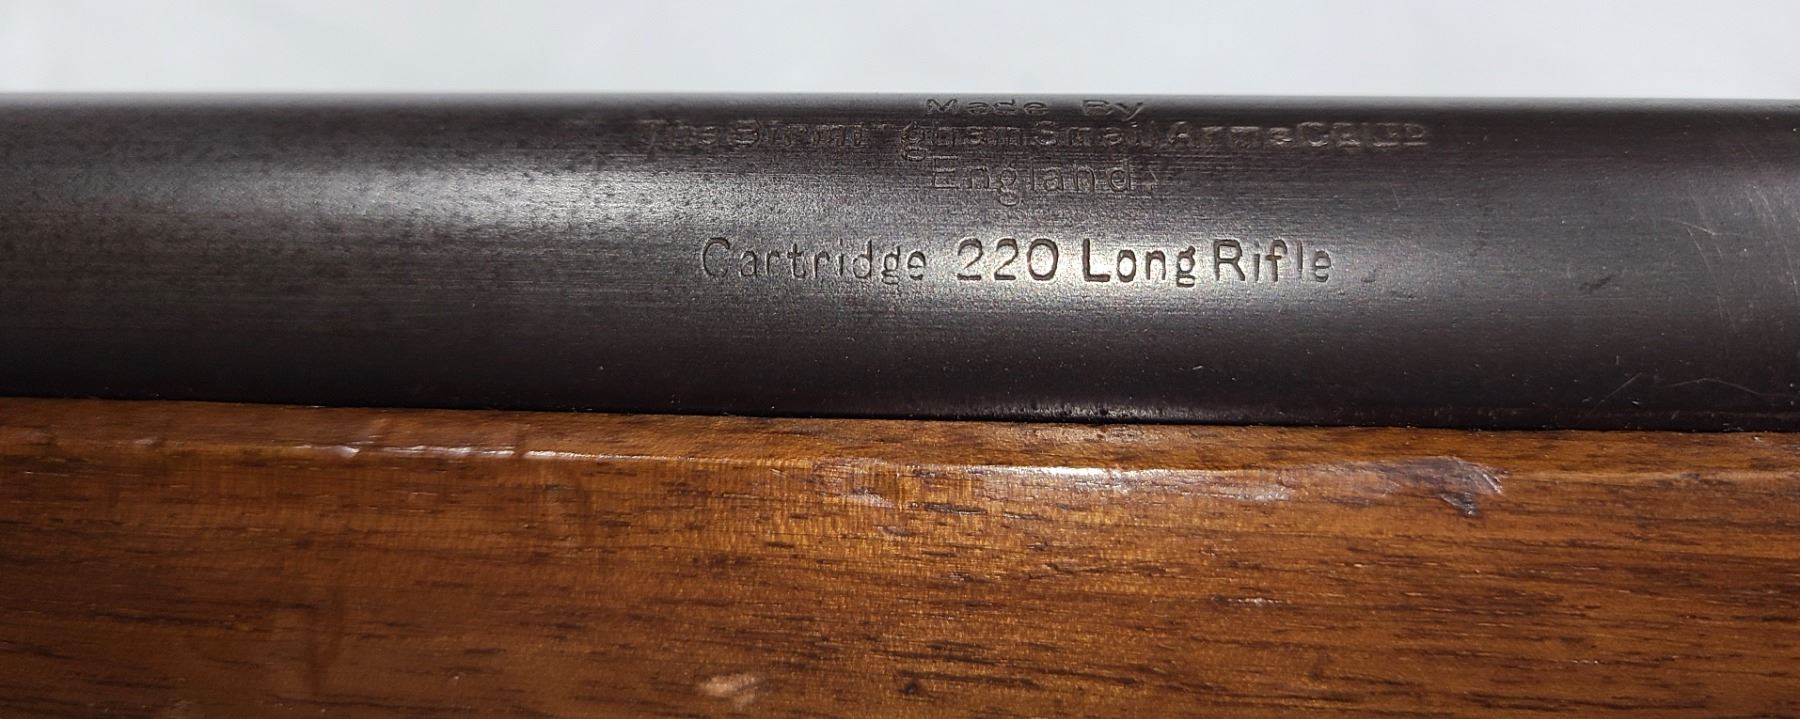 Made By
The Birmingham Small Arms Co Ltd
England.
Cartridge 220 Long Rifle